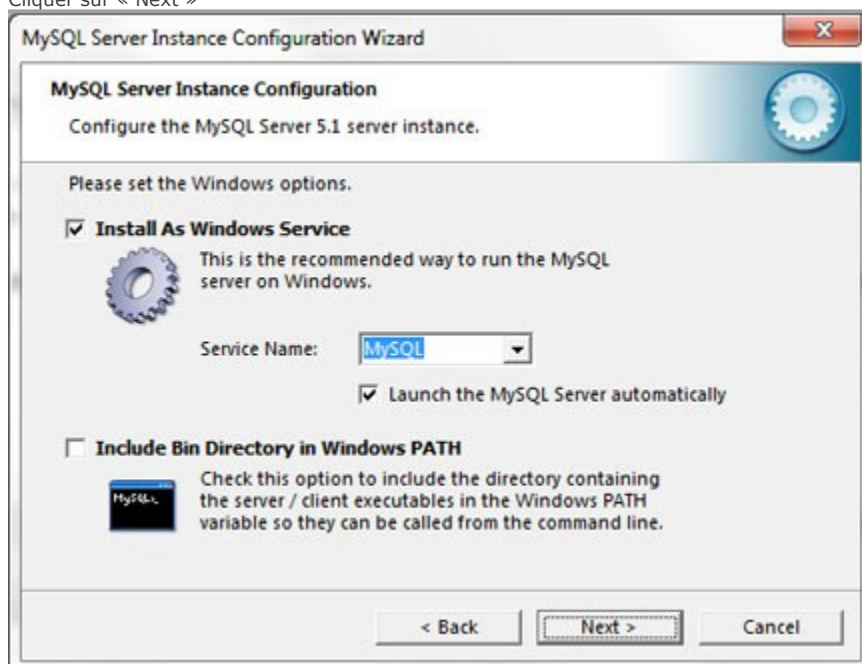 Cliquer sur « Next »
MySQL Server Instance Configuration Wizard
MySQL Server Instance Configuration
Configure the MySQL Server 5.1 server instance.
Please set the Windows options.
Install As Windows Service
This is the recommended way to run the MySQL
server on Windows.
Service Name: MySQL
Launch the MySQL Server automatically
Include Bin Directory in Windows PATH
Check this option to include the directory containing
the server / client executables in the Windows PATH
variable so they can be called from the command line.
< Back Next > Cancel